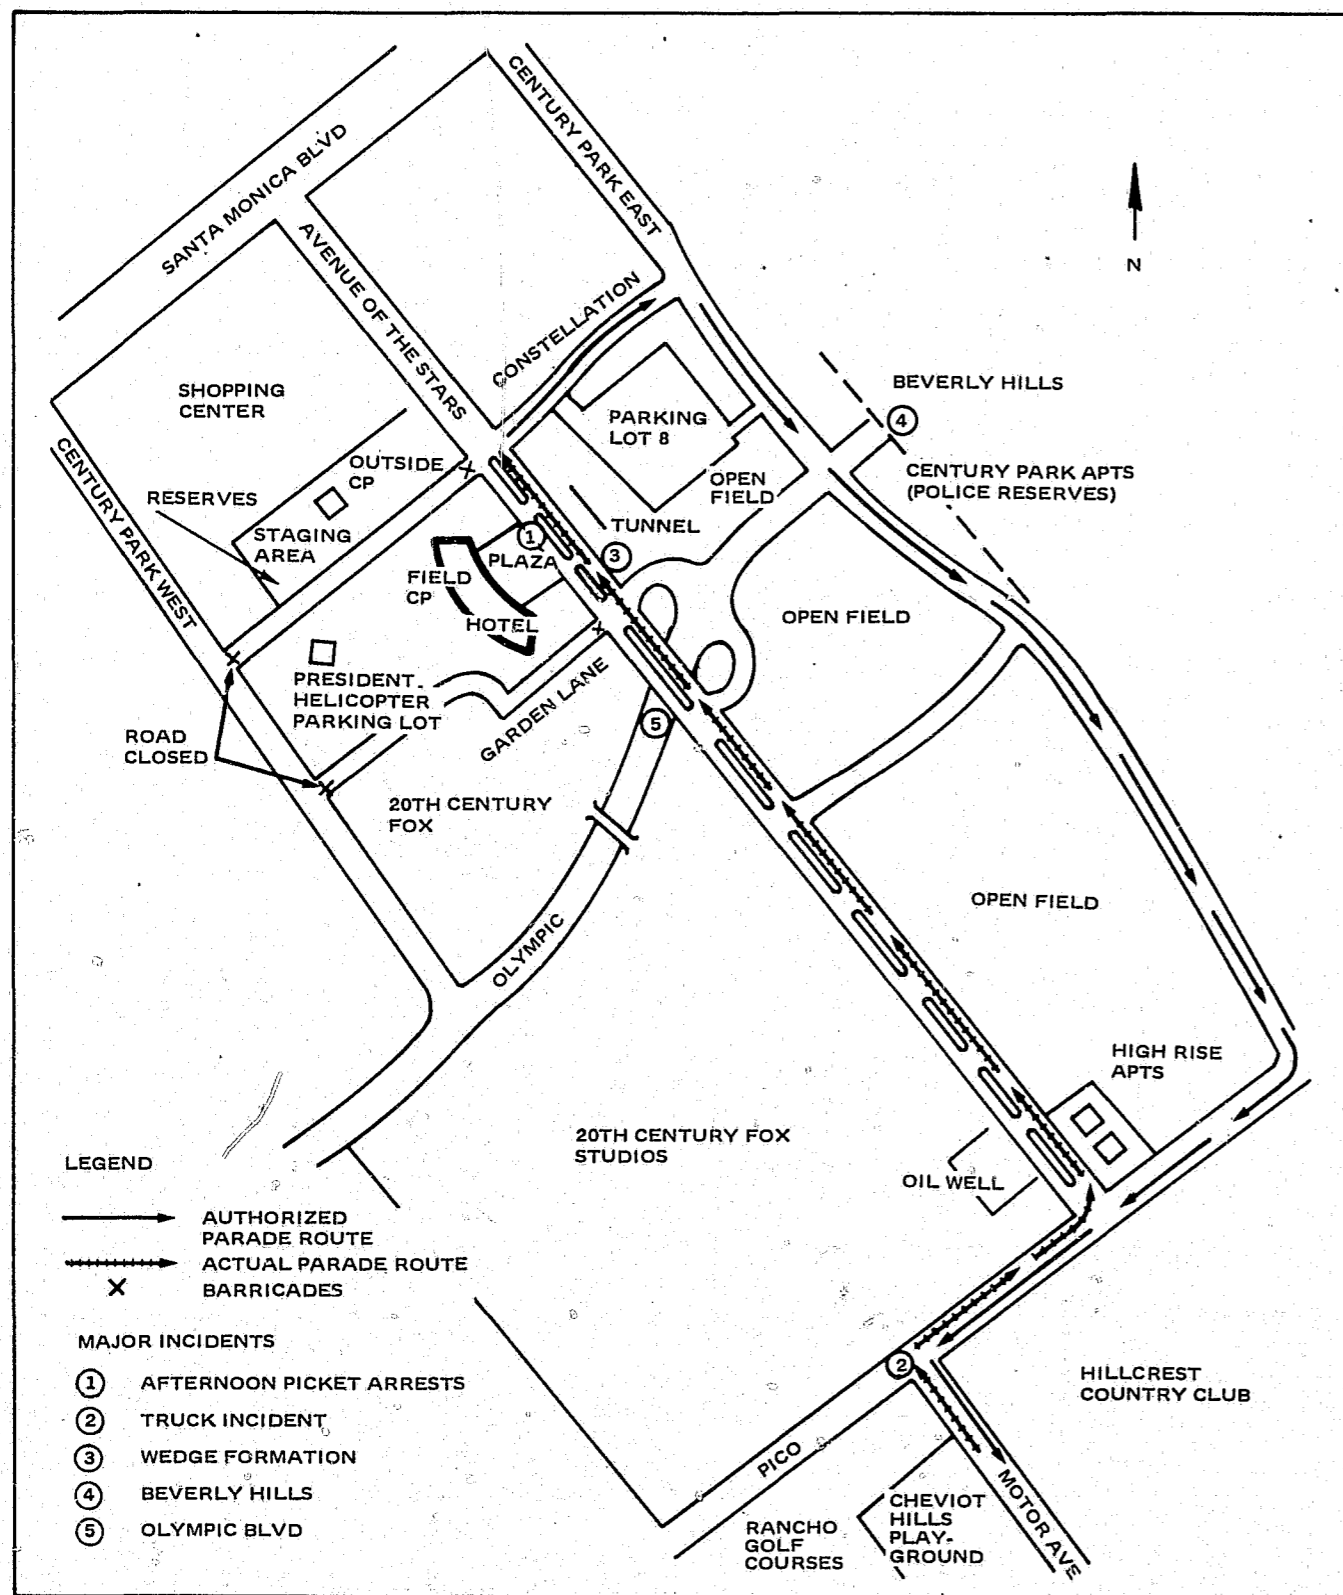 CENTURY PARK EAST
SANTA MONICA BLVD
AVENUE OF THE STARS
N
CONSTELLATION
SHOPPING
CENTER
BEVERLY HILLS
4
PARKING
LOT 8
CENTURY PARK WEST
OUTSIDE
CP
CENTURY PARK APTS
(POLICE RESERVES)
OPEN
FIELD
RESERVES
STAGING
AREA
TUNNEL
1
3
PLAZA
FIELD
CP
HOTEL
OPEN FIELD
PRESIDENT
HELICOPTER
PARKING LOT
GARDEN LANE
5
ROAD
CLOSED
20TH CENTURY
FOX
OPEN FIELD
OLYMPIC
HIGH RISE
APTS
20TH CENTURY FOX
STUDIOS
OIL WELL
LEGEND
AUTHORIZED
PARADE ROUTE
ACTUAL PARADE ROUTE
BARRICADES
MAJOR INCIDENTS
1 AFTERNOON PICKET ARRESTS
2 TRUCK INCIDENT
3 WEDGE FORMATION
4 BEVERLY HILLS
5 OLYMPIC BLVD
2
HILLCREST
COUNTRY CLUB
PICO
MOTOR AVE
CHEVIOT
HILLS
PLAY-
GROUND
RANCHO
GOLF
COURSES